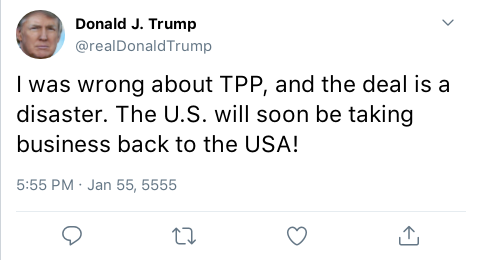 Donald J. Trump
@realDonaldTrump
I was wrong about TPP, and the deal is a
disaster. The U.S. will soon be taking
business back to the USA!
5:55 PM · Jan 55, 5555